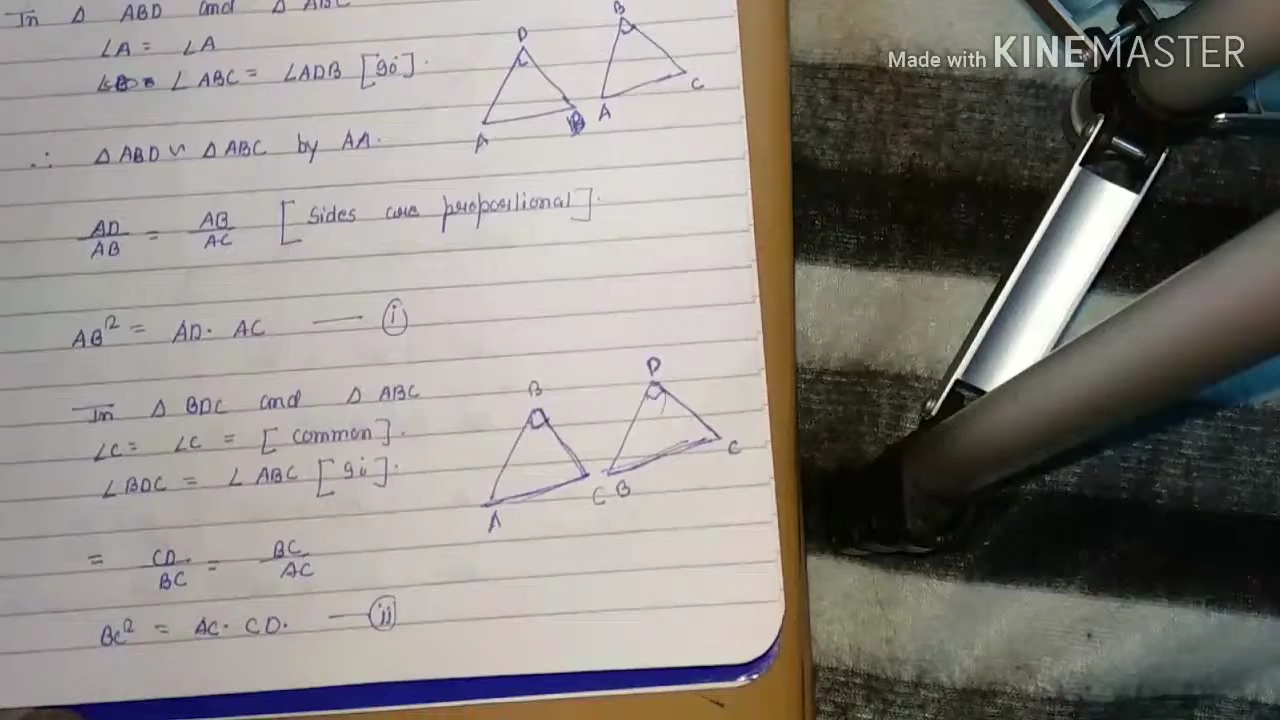 In Δ ABD and Δ ABC
∠A = ∠A
∠ABC = ∠ADB [90°].
∴ Δ ABD ∽ Δ ABC by AA.
AD/AB = AB/AC [Sides are proportional].
AB² = AD. AC — (i)
In Δ BDC and Δ ABC
∠C = ∠C = [common].
∠BDC = ∠ABC [90°].
= CD/BC = BC/AC
BC² = AC. CD. — (ii)
D
A
B
B
A
C
B
A
C
D
B
C
Made with KINEMASTER